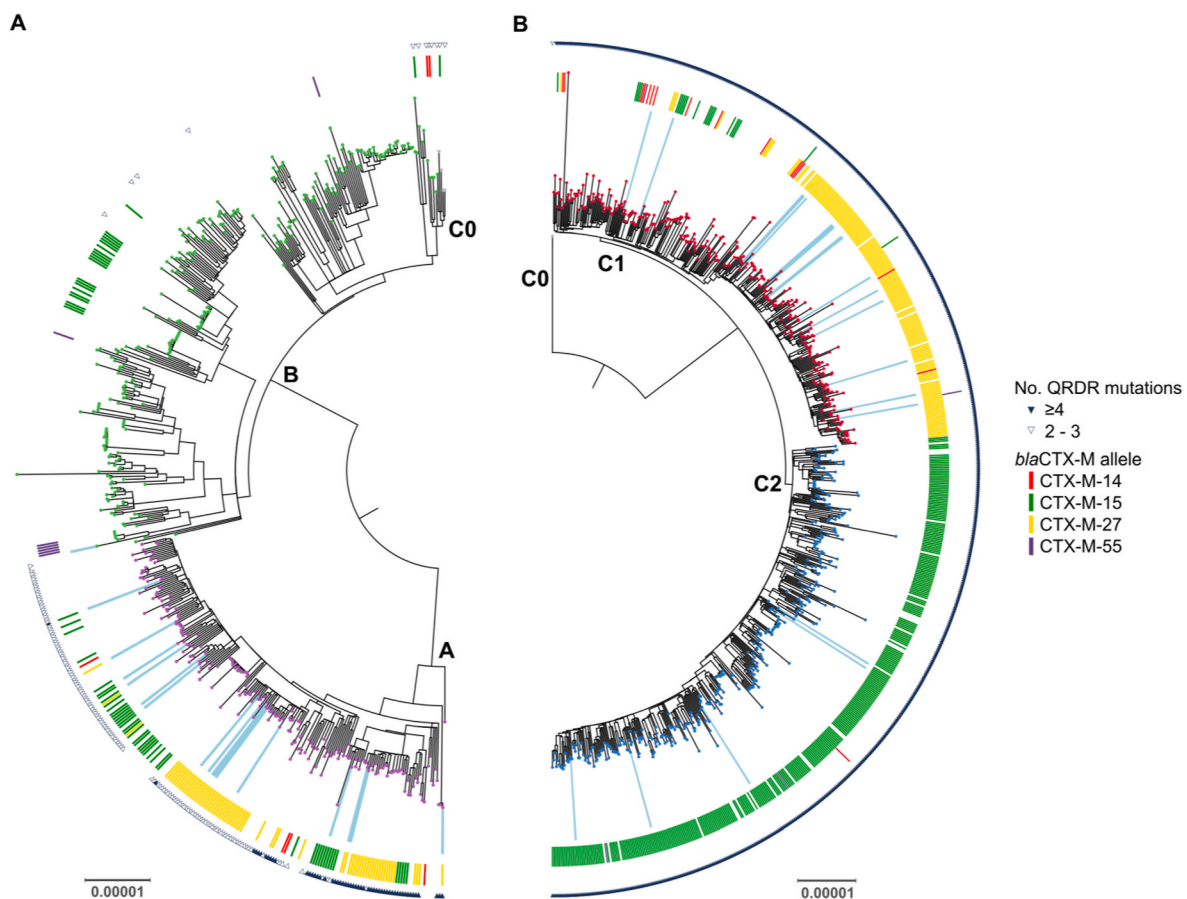 A
B
C0
B
A
C0
C1
C2
No. QRDR mutations
≥4
2 - 3
blaCTX-M allele
CTX-M-14
CTX-M-15
CTX-M-27
CTX-M-55
0.00001
0.00001